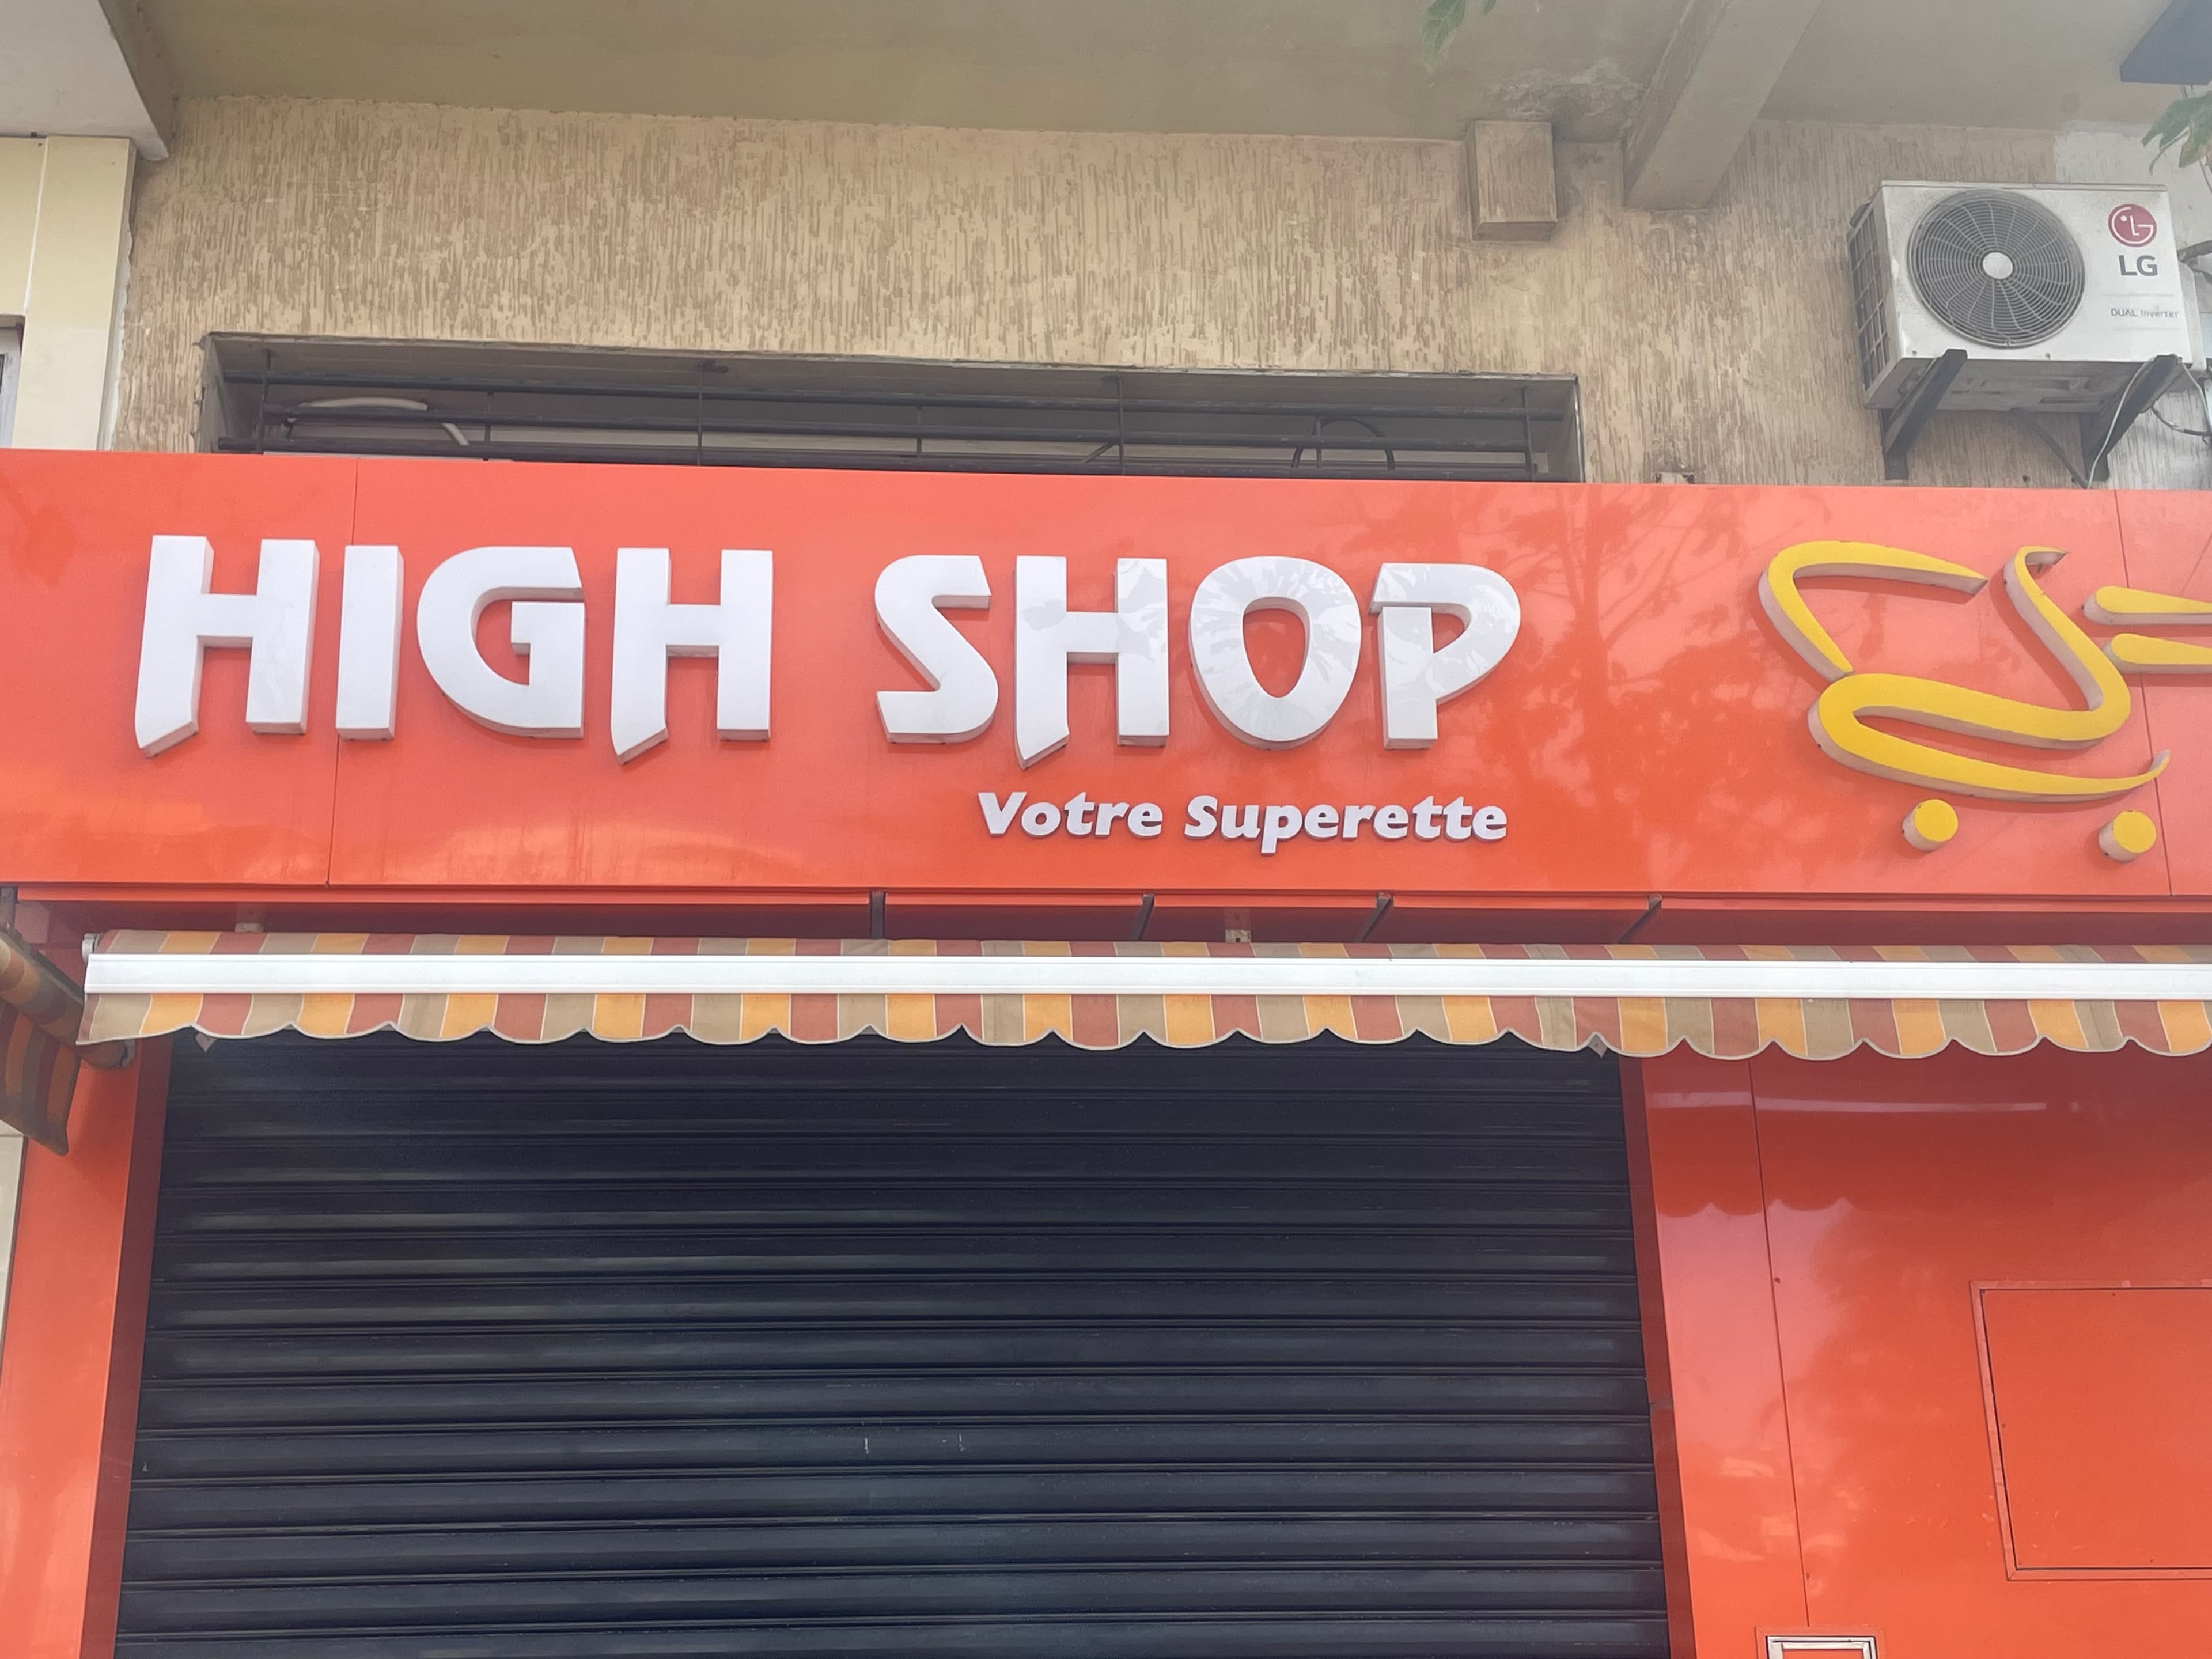 LG
DUAL Inverter
HIGH SHOP
Votre Superette